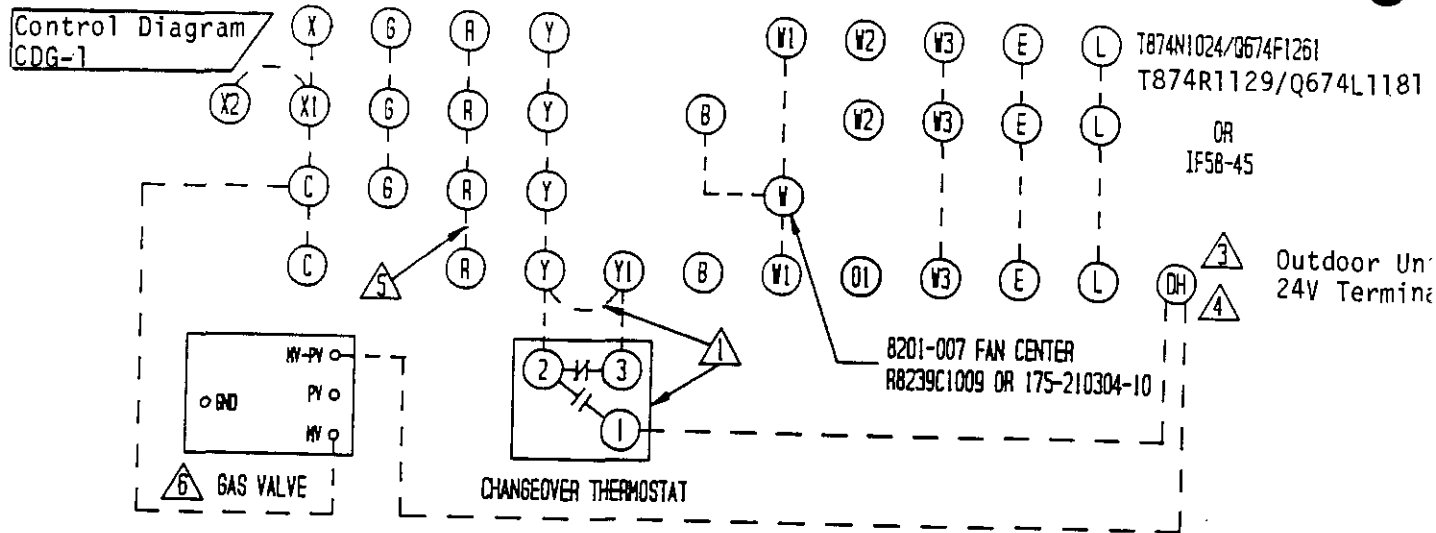 Control Diagram
CDG-1
X G R Y W1 W2 W3 E L T874N1024/Q674F1261
T874R1129/Q674L1181
X2 X1 G R Y B W2 W3 E L
OR
IF58-45
C G R Y W
C R Y Y1 B W1 O1 W3 E L DH 3 Outdoor
24V
5 4
1
8201-007 FAN CENTER
R8239C1009 OR 175-210304-10
MV-PV
2 3
GND PV
MV
1
6 GAS VALVE
CHANGEOVER THERMOSTAT